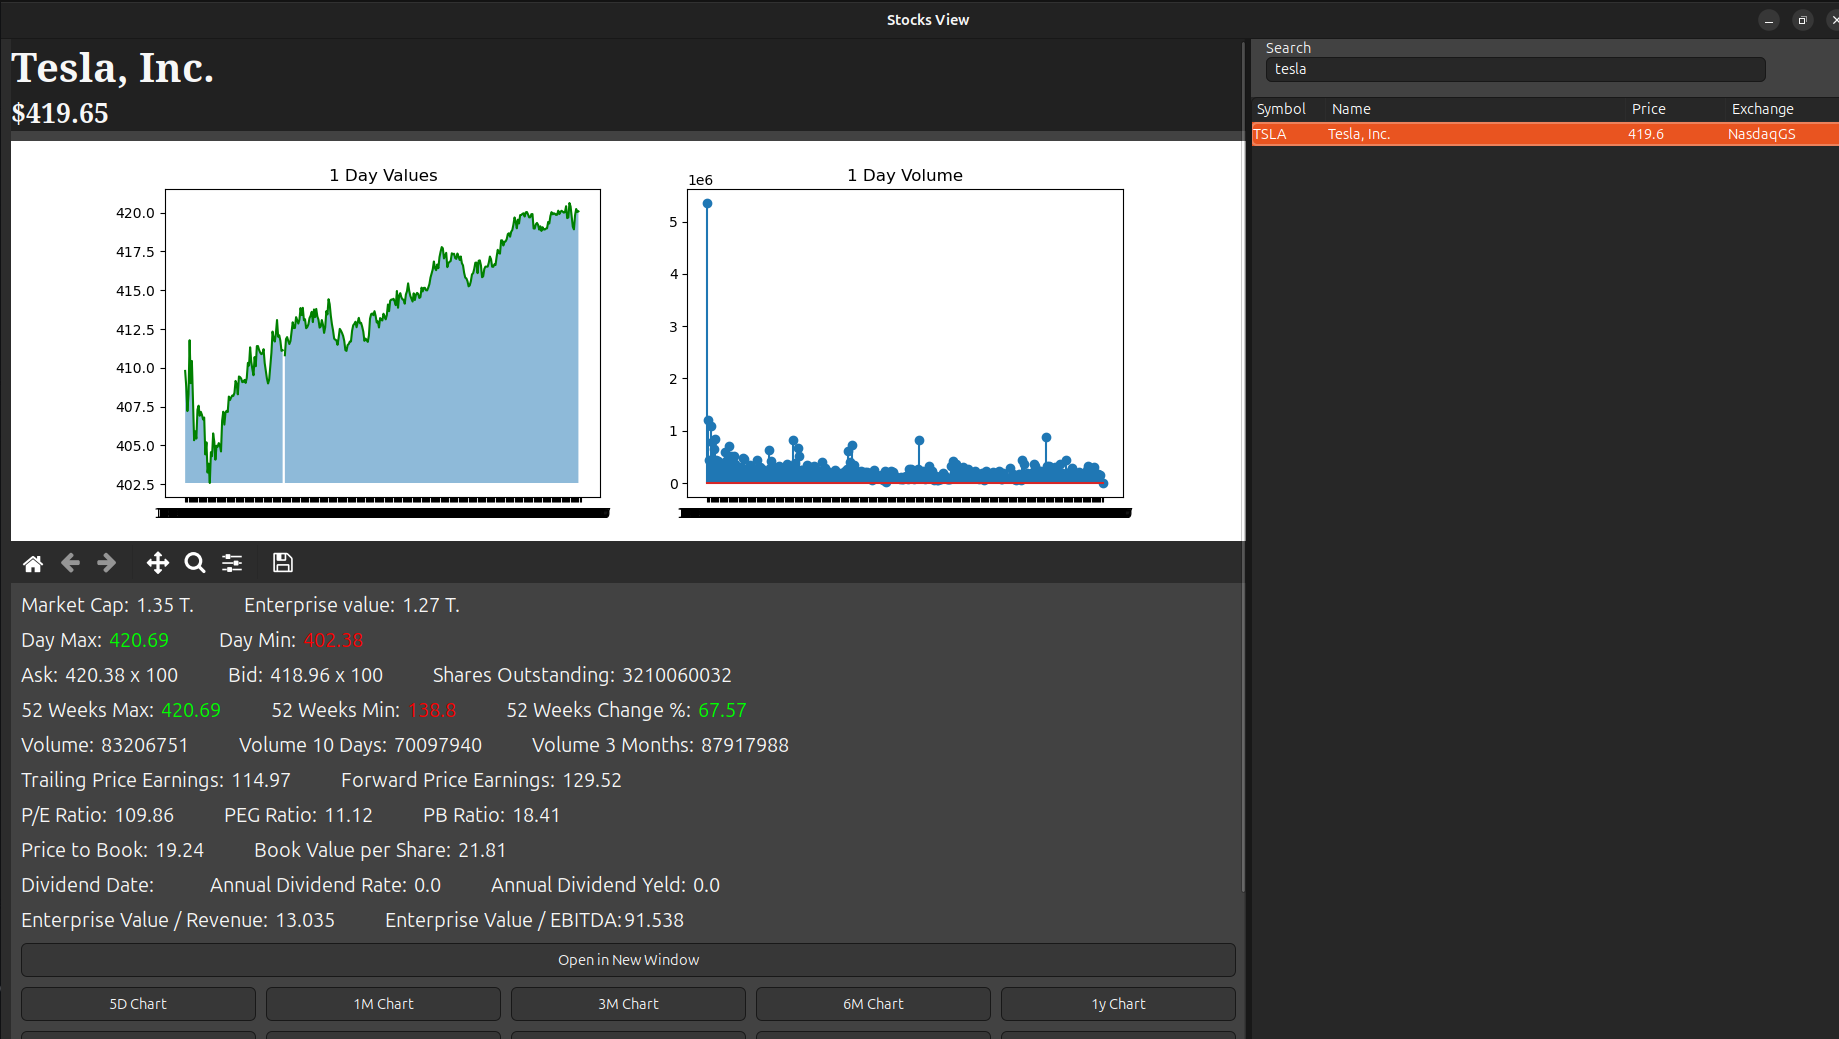 Stocks View
Tesla, Inc.
$419.65
Search
tesla
Symbol Name Price Exchange
TSLA Tesla, Inc. 419.6 NasdaqGS
1 Day Values
420.0
417.5
415.0
412.5
410.0
407.5
405.0
402.5
1 Day Volume
1e6
5
4
3
2
1
0
Market Cap: 1.35 T. Enterprise value: 1.27 T.
Day Max: 420.69 Day Min: 402.38
Ask: 420.38 x 100 Bid: 418.96 x 100 Shares Outstanding: 3210060032
52 Weeks Max: 420.69 52 Weeks Min: 138.8 52 Weeks Change %: 67.57
Volume: 83206751 Volume 10 Days: 70097940 Volume 3 Months: 87917988
Trailing Price Earnings: 114.97 Forward Price Earnings: 129.52
P/E Ratio: 109.86 PEG Ratio: 11.12 PB Ratio: 18.41
Price to Book: 19.24 Book Value per Share: 21.81
Dividend Date: Annual Dividend Rate: 0.0 Annual Dividend Yeld: 0.0
Enterprise Value / Revenue: 13.035 Enterprise Value / EBITDA: 91.538
Open in New Window
5D Chart 1M Chart 3M Chart 6M Chart 1y Chart